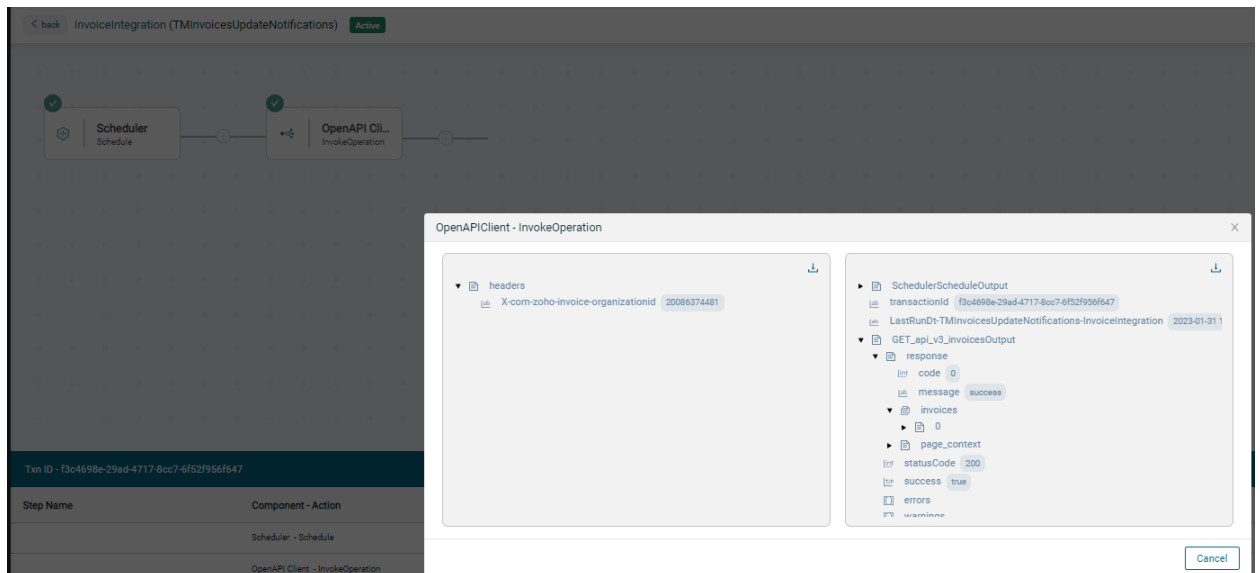 < back InvoiceIntegration (TMInvoicesUpdateNotifications) Active
Scheduler
Schedule
OpenAPI Cli...
InvokeOperation
OpenAPIClient - InvokeOperation
headers
X-com-zoho-invoice-organizationid 20086374481
SchedulerScheduleOutput
transactionId f3c4698e-29ad-4717-8cc7-6f52f956f647
LastRunDt-TMInvoicesUpdateNotifications-InvoiceIntegration 2023-01-31 1
GET_api_v3_invoicesOutput
response
code 0
message success
invoices
0
page_context
statusCode 200
success true
errors
warnings
Cancel
Txn ID - f3c4698e-29ad-4717-8cc7-6f52f956f647
Step Name Component - Action
Scheduler - Schedule
OpenAPI Client - InvokeOperation